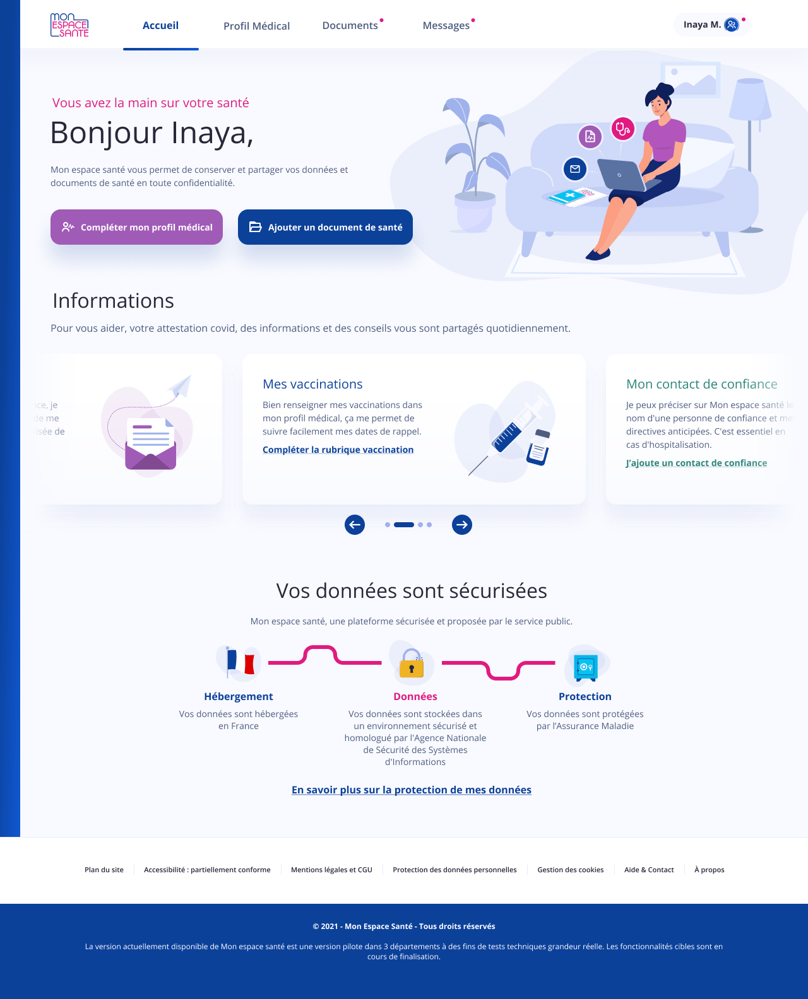 MON ESPACE SANTÉ
Accueil
Profil Médical
Documents
Messages
Inaya M.
Vous avez la main sur votre santé
Bonjour Inaya,
Mon espace santé vous permet de conserver et partager vos données et
documents de santé en toute confidentialité.
Compléter mon profil médical
Ajouter un document de santé
Informations
Pour vous aider, votre attestation covid, des informations et des conseils vous sont partagés quotidiennement.
je
de me
de
Mes vaccinations
Bien renseigner mes vaccinations dans
mon profil médical, ça me permet de
suivre facilement mes dates de rappel.
Compléter la rubrique vaccination
Mon contact de confiance
Je peux préciser sur Mon espace santé le
nom d'une personne de confiance et mes
directives anticipées. C'est essentiel en
cas d'hospitalisation.
J'ajoute un contact de confiance
Vos données sont sécurisées
Mon espace santé, une plateforme sécurisée et proposée par le service public.
Hébergement
Vos données sont hébergées
en France
Données
Vos données sont stockées dans
un environnement sécurisé et
homologué par l'Agence Nationale
de Sécurité des Systèmes
d'Informations
Protection
Vos données sont protégées
par l’Assurance Maladie
En savoir plus sur la protection de mes données
Plan du site
Accessibilité : partiellement conforme
Mentions légales et CGU
Protection des données personnelles
Gestion des cookies
Aide & Contact
À propos
© 2021 - Mon Espace Santé - Tous droits réservés
La version actuellement disponible de Mon espace santé est une version pilote dans 3 départements à des fins de tests techniques grandeur réelle. Les fonctionnalités cibles sont en
cours de finalisation.